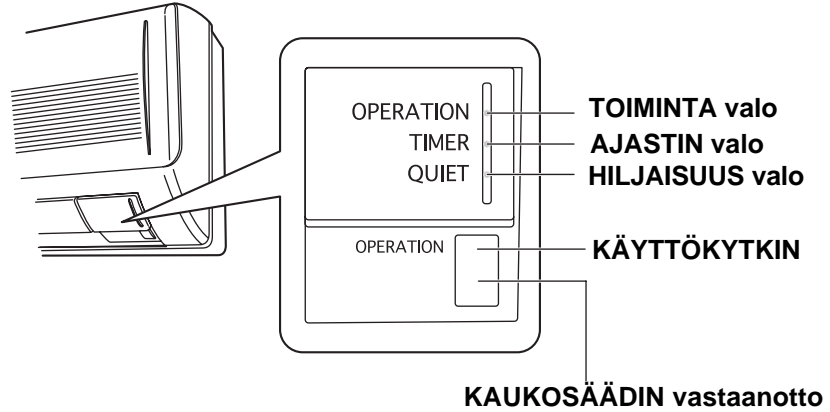 OPERATION
TOIMINTA valo
TIMER
AJASTIN valo
QUIET
HILJAISUUS valo
OPERATION
KÄYTTÖKYTKIN
KAUKOSÄÄDIN vastaanotto